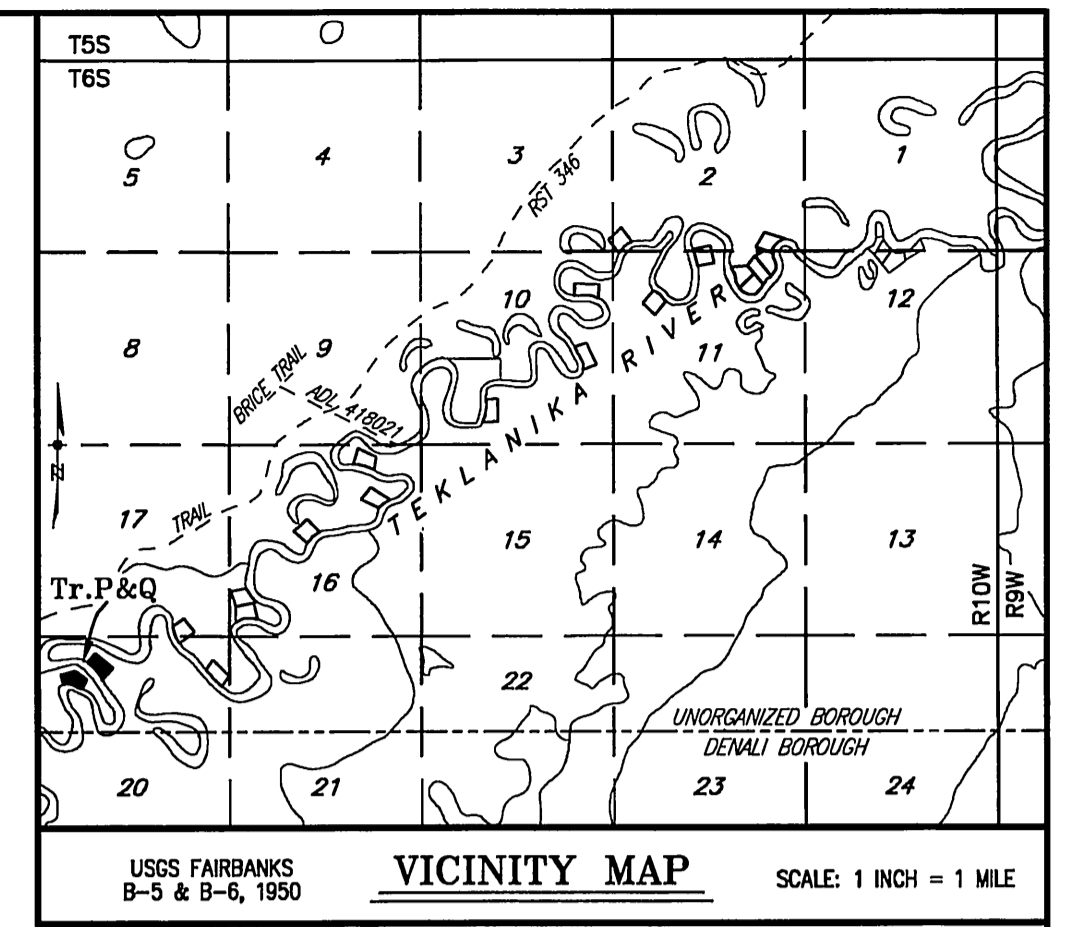 T5S
T6S
5
4
3
2
1
RST 346
8
9
10
11
12
BRICE TRAIL
ADL 418021
TEKLANIKA RIVER
17
TRAIL
16
15
14
13
R10W
R9W
Tr.P&Q
N
22
UNORGANIZED BOROUGH
DENALI BOROUGH
20
21
23
24
USGS FAIRBANKS
B-5 & B-6, 1950
VICINITY MAP
SCALE: 1 INCH = 1 MILE